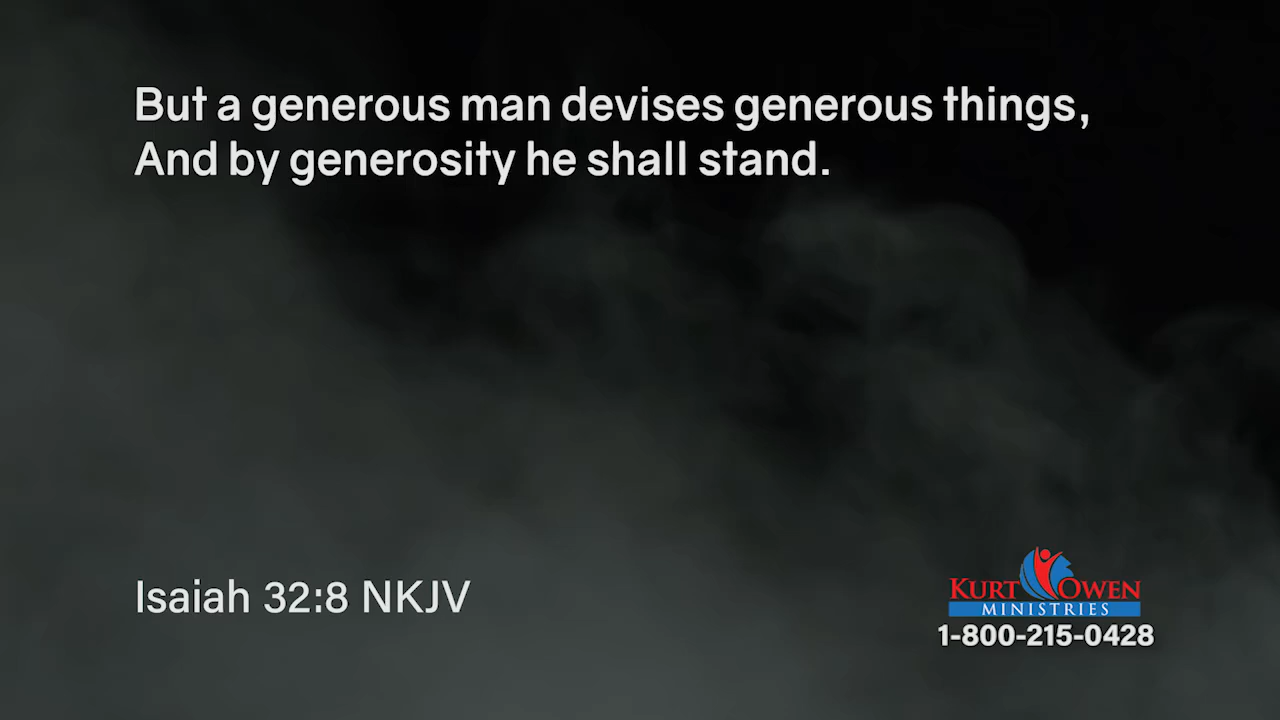 But a generous man devises generous things,
And by generosity he shall stand.
Isaiah 32:8 NKJV
KURT OWEN
MINISTRIES
1-800-215-0428